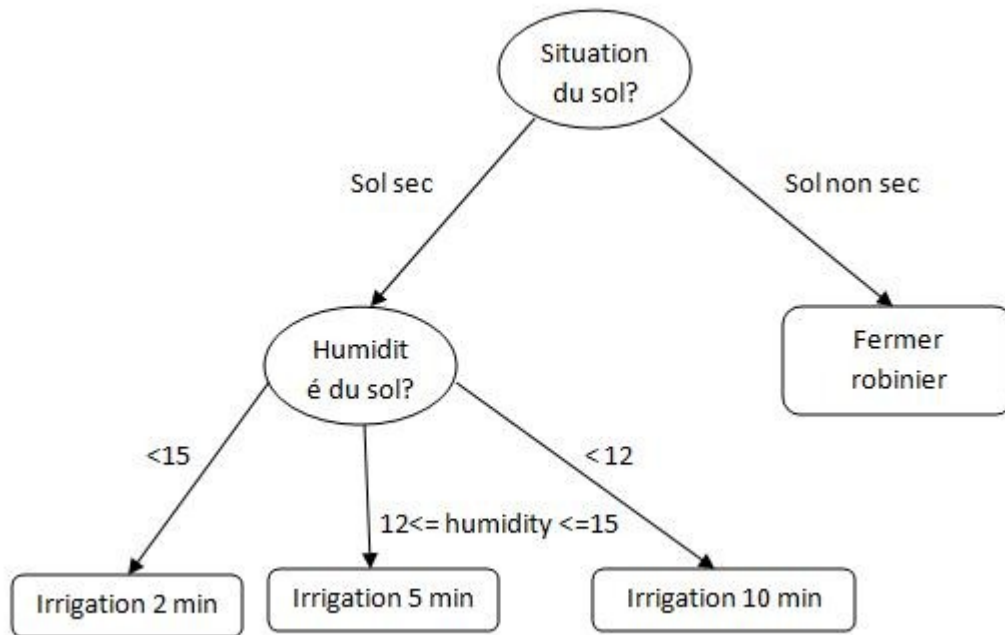 Situation
du sol?
Sol sec
Sol non sec
Humidit
é du sol?
Fermer
robinier
<15
<12
12<= humidity <=15
Irrigation 2 min
Irrigation 5 min
Irrigation 10 min